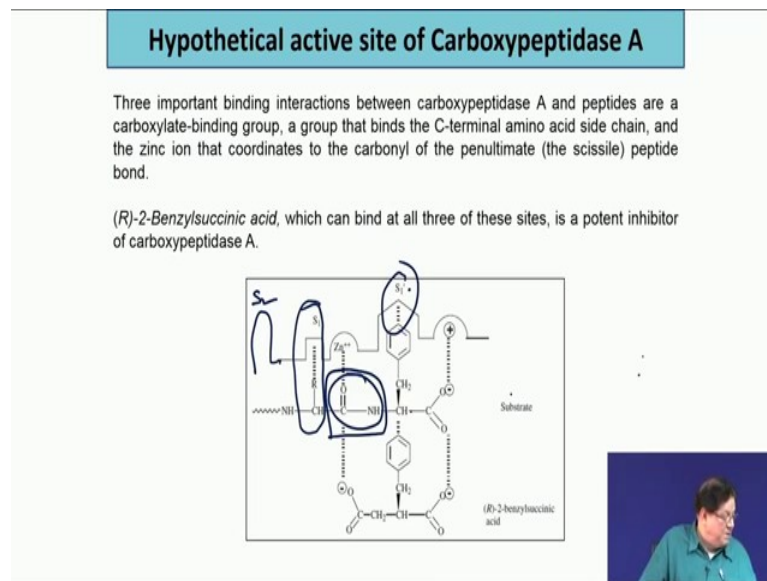 Hypothetical active site of Carboxypeptidase A
Three important binding interactions between carboxypeptidase A and peptides are a
carboxylate-binding group, a group that binds the C-terminal amino acid side chain, and
the zinc ion that coordinates to the carbonyl of the penultimate (the scissile) peptide
bond.
(R)-2-Benzylsuccinic acid, which can bind at all three of these sites, is a potent inhibitor
of carboxypeptidase A.
S1'
S1
Zn++
+
R
CH2
O
O
NH CH C NH CH C
O
Substrate
CH2
O
O
C CH2 CH C
O
O
(R)-2-benzylsuccinic
acid